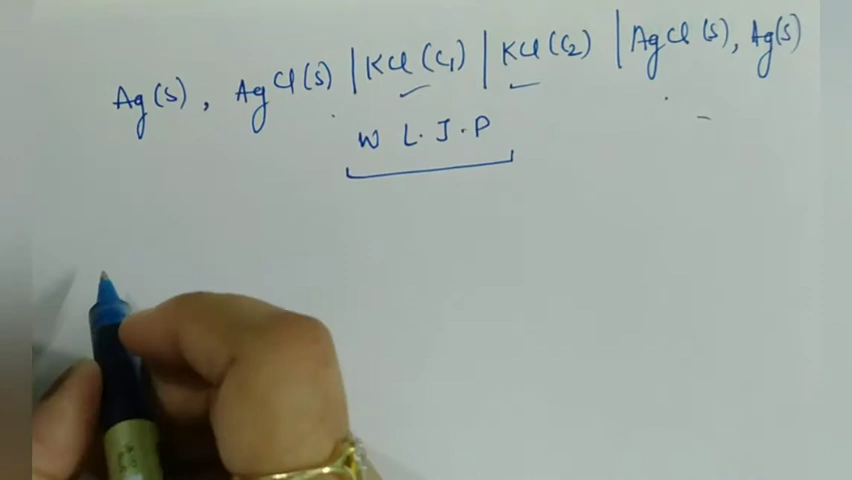 Ag(s), AgCl(s) | KCl (C1) | KCl (C2) | AgCl(s), Ag(s)
W L.J.P